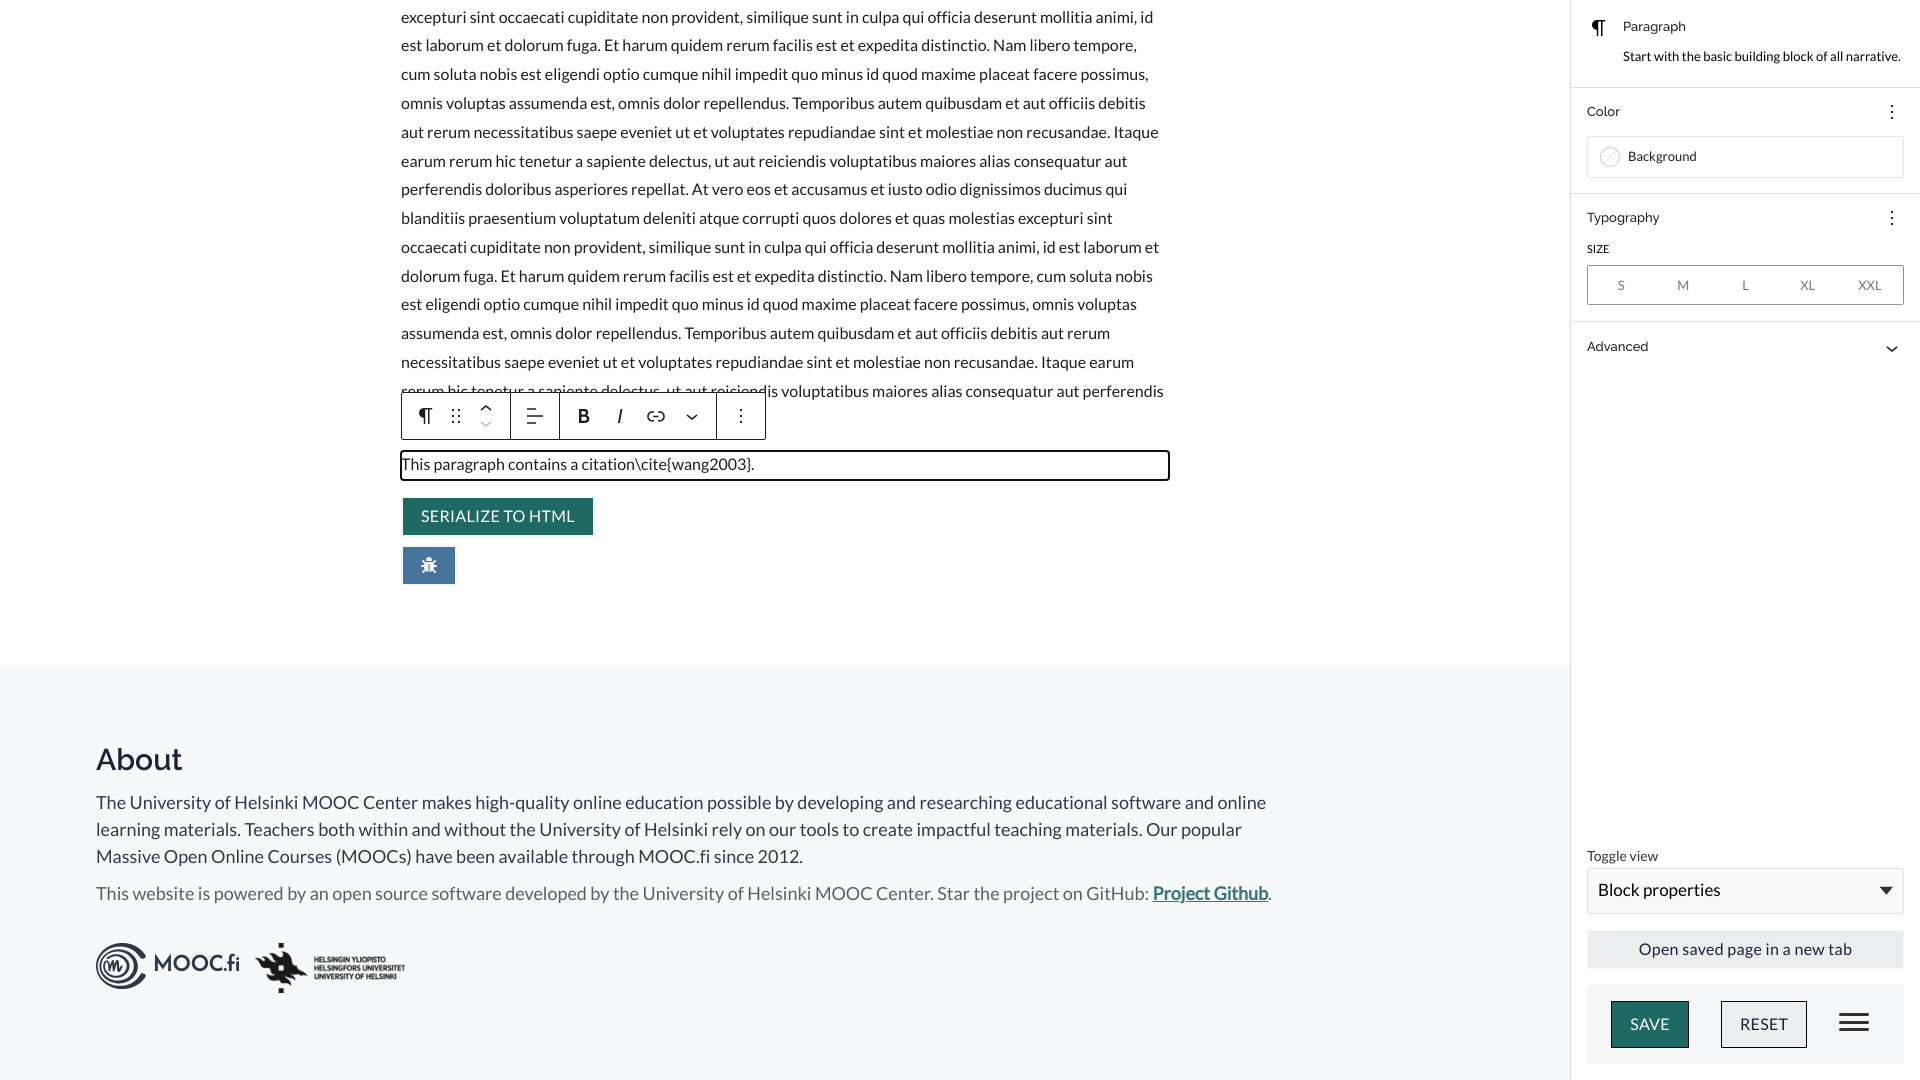 excepturi sint occaecati cupiditate non provident, similique sunt in culpa qui officia deserunt mollitia animi, id
est laborum et dolorum fuga. Et harum quidem rerum facilis est et expedita distinctio. Nam libero tempore,
cum soluta nobis est eligendi optio cumque nihil impedit quo minus id quod maxime placeat facere possimus,
omnis voluptas assumenda est, omnis dolor repellendus. Temporibus autem quibusdam et aut officiis debitis
aut rerum necessitatibus saepe eveniet ut et voluptates repudiandae sint et molestiae non recusandae. Itaque
earum rerum hic tenetur a sapiente delectus, ut aut reiciendis voluptatibus maiores alias consequatur aut
perferendis doloribus asperiores repellat. At vero eos et accusamus et iusto odio dignissimos ducimus qui
blanditiis praesentium voluptatum deleniti atque corrupti quos dolores et quas molestias excepturi sint
occaecati cupiditate non provident, similique sunt in culpa qui officia deserunt mollitia animi, id est laborum et
dolorum fuga. Et harum quidem rerum facilis est et expedita distinctio. Nam libero tempore, cum soluta nobis
est eligendi optio cumque nihil impedit quo minus id quod maxime placeat facere possimus, omnis voluptas
assumenda est, omnis dolor repellendus. Temporibus autem quibusdam et aut officiis debitis aut rerum
necessitatibus saepe eveniet ut et voluptates repudiandae sint et molestiae non recusandae. Itaque earum
rerum hic tenetur a sapiente delectus, ut aut reiciendis voluptatibus maiores alias consequatur aut perferendis
B I
This paragraph contains a citation\cite{wang2003}.
SERIALIZE TO HTML
About
The University of Helsinki MOOC Center makes high-quality online education possible by developing and researching educational software and online
learning materials. Teachers both within and without the University of Helsinki rely on our tools to create impactful teaching materials. Our popular
Massive Open Online Courses (MOOCs) have been available through MOOC.fi since 2012.
This website is powered by an open source software developed by the University of Helsinki MOOC Center. Star the project on GitHub: Project Github.
MOOC.fi
HELSINGIN YLIOPISTO
HELSINGFORS UNIVERSITET
UNIVERSITY OF HELSINKI
Paragraph
Start with the basic building block of all narrative.
Color
Background
Typography
SIZE
S M L XL XXL
Advanced
Toggle view
Block properties
Open saved page in a new tab
SAVE RESET